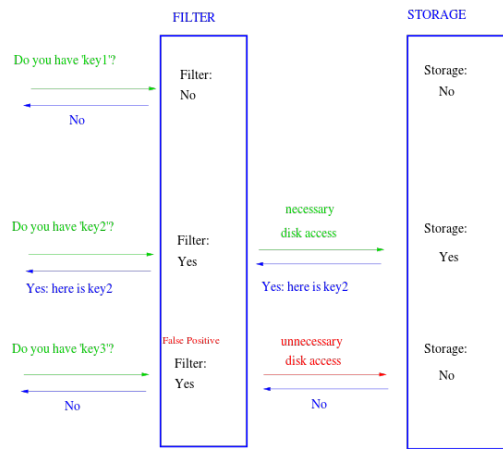 FILTER
STORAGE
Do you have 'key1'?
Filter:
No
Storage:
No
No
Do you have 'key2'?
necessary
disk access
Filter:
Yes
Storage:
Yes
Yes: here is key2
Yes: here is key2
Do you have 'key3'?
False Positive
Filter:
Yes
unnecessary
disk access
Storage:
No
No
No